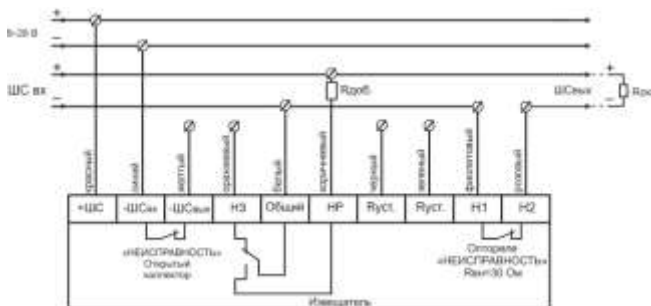 +
9-28 В
−
+
ШС вх
−
Rдоб
ШСвых
+
−
Rок
красный
синий
желтый
оранжевый
белый
коричневый
черный
зеленый
фиолетовый
розовый
+ШС
-ШСвх
-ШСвых
НЗ
Общий
НР
Rуст.
Rуст.
Н1
Н2
«НЕИСПРАВНОСТЬ»
Открытый
коллектор
Оптореле
«НЕИСПРАВНОСТЬ»
Rвн=30 Ом
Извещатель